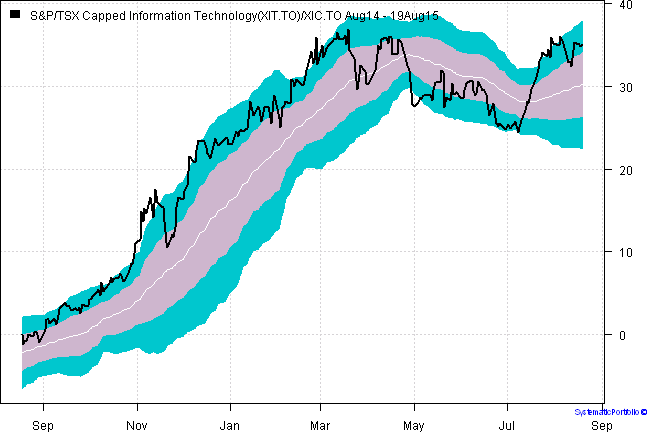 S&P/TSX Capped Information Technology(XIT.TO)/XIC.TO Aug14 - 19Aug15
40
30
20
10
0
Sep Nov Jan Mar May Jul Sep
SystematicPortfolio ©